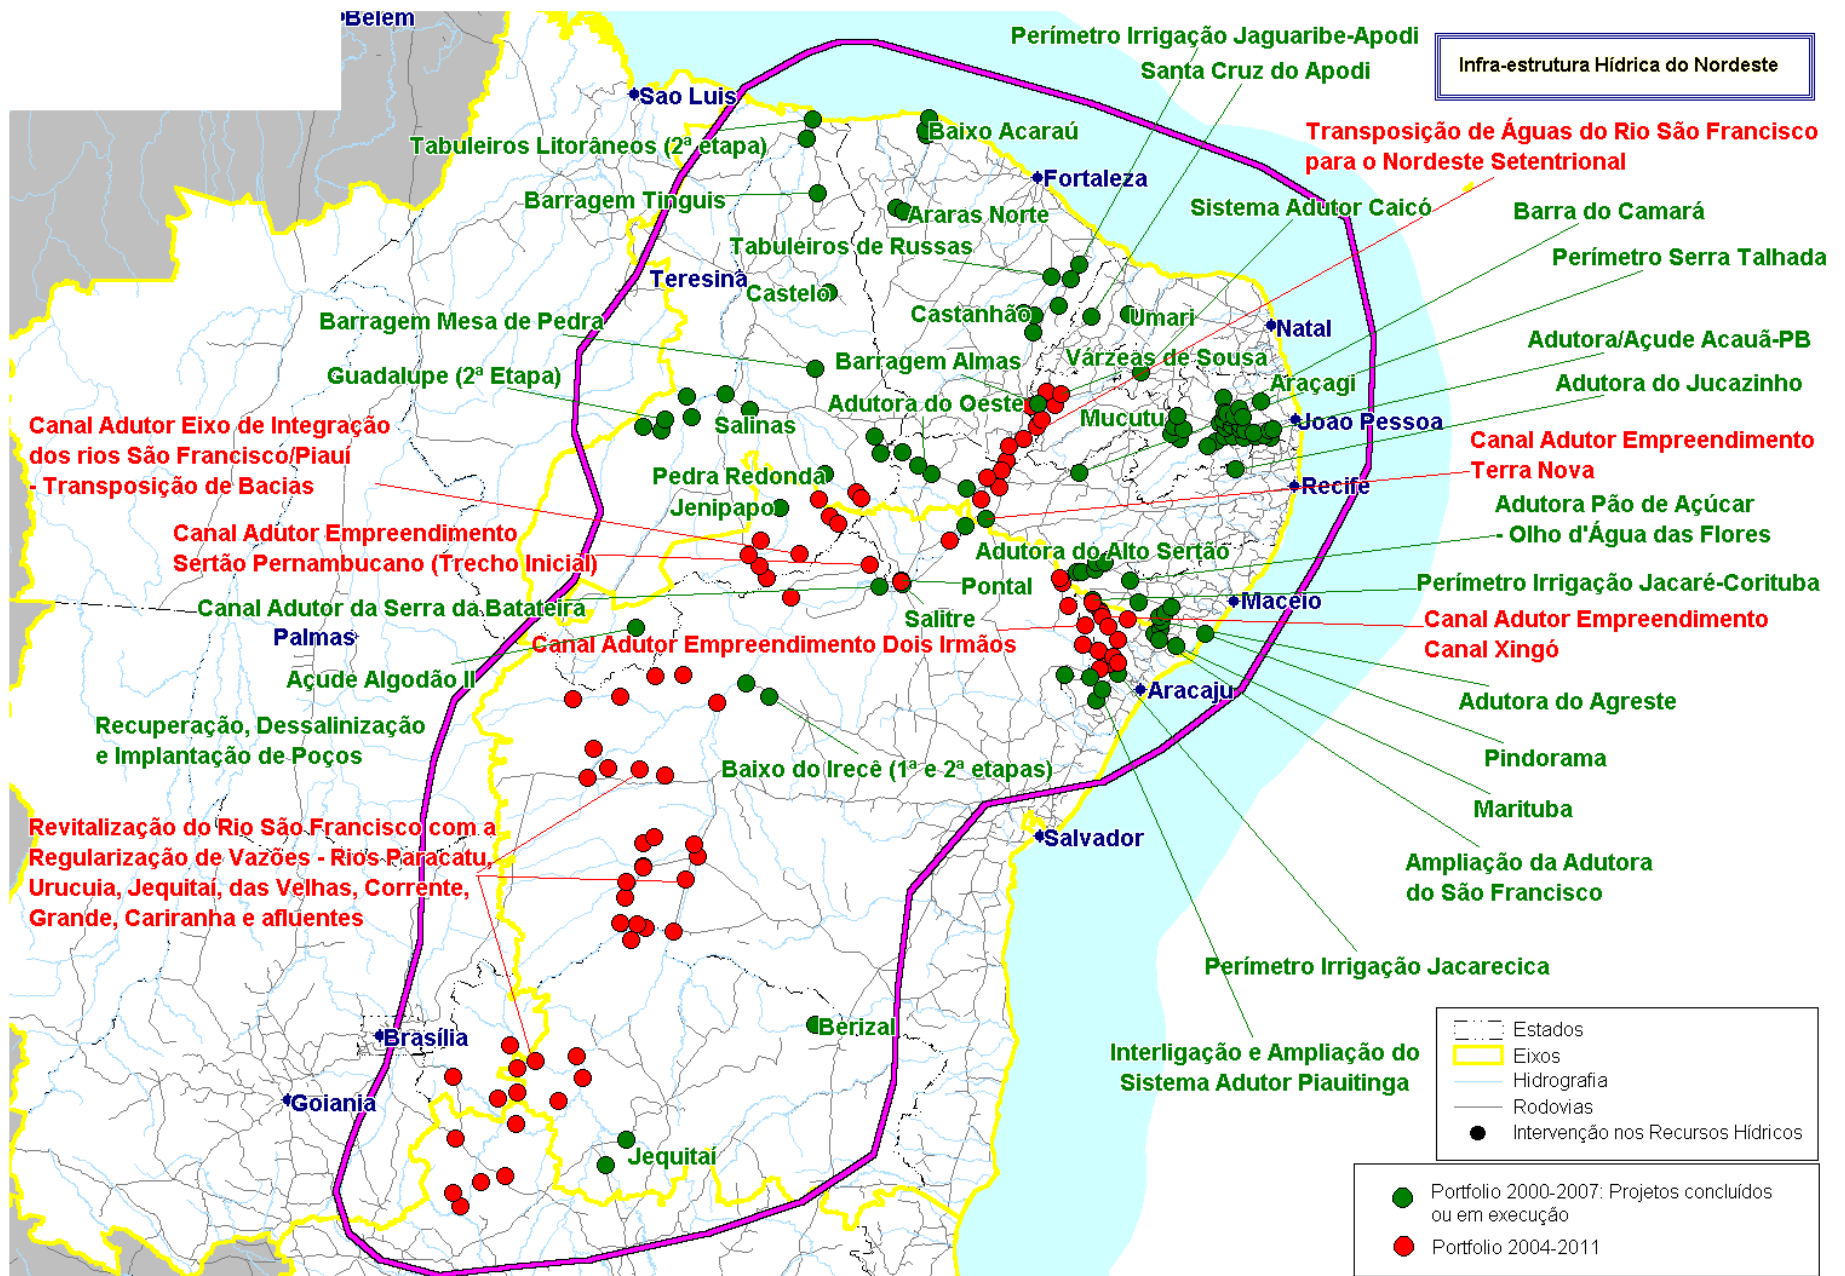 Belem
Perímetro Irrigação Jaguaribe-Apodi
Santa Cruz do Apodi
Infra-estrutura Hídrica do Nordeste
Sao Luis
Tabuleiros Litorâneos (2ª etapa)
Baixo Acaraú
Transposição de Águas do Rio São Francisco
para o Nordeste Setentrional
Fortaleza
Barragem Tinguis
Araras Norte
Sistema Adutor Caicó
Barra do Camará
Tabuleiros de Russas
Perímetro Serra Talhada
Teresina
Castelo
Castanhão
Umari
Natal
Barragem Mesa de Pedra
Barragem Almas
Várzeas de Sousa
Adutora/Açude Acauã-PB
Guadalupe (2ª Etapa)
Araçagi
Adutora do Jucazinho
Adutora do Oeste
Mucutu
Joao Pessoa
Salinas
Canal Adutor Eixo de Integração
dos rios São Francisco/Piauí
- Transposição de Bacias
Canal Adutor Empreendimento
Terra Nova
Pedra Redonda
Recife
Jenipapo
Adutora Pão de Açúcar
- Olho d'Água das Flores
Canal Adutor Empreendimento
Sertão Pernambucano (Trecho Inicial)
Adutora do Alto Sertão
Pontal
Perímetro Irrigação Jacaré-Corituba
Canal Adutor da Serra da Batateira
Maceio
Salitre
Canal Adutor Empreendimento
Canal Xingó
Palmas
Canal Adutor Empreendimento Dois Irmãos
Açude Algodão II
Aracaju
Adutora do Agreste
Recuperação, Dessalinização
e Implantação de Poços
Pindorama
Baixo do Irecê (1ª e 2ª etapas)
Marituba
Revitalização do Rio São Francisco com a
Regularização de Vazões - Rios Paracatu,
Urucuia, Jequitaí, das Velhas, Corrente,
Grande, Cariranha e afluentes
Salvador
Ampliação da Adutora
do São Francisco
Perímetro Irrigação Jacarecica
Berizal
Brasília
Interligação e Ampliação do
Sistema Adutor Piauitinga
Goiania
Jequitaí
Estados
Eixos
Hidrografia
Rodovias
Intervenção nos Recursos Hídricos
Portfolio 2000-2007: Projetos concluídos
ou em execução
Portfolio 2004-2011